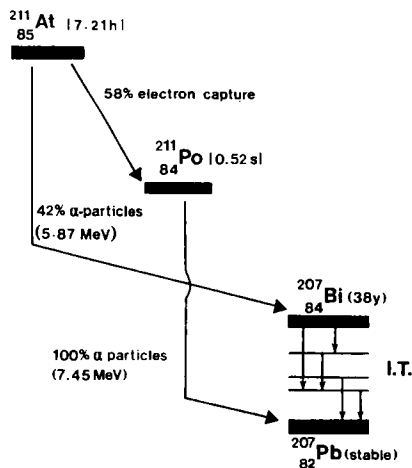 211
85At [7.21h]
58% electron capture
211
84Po [0.52s]
42% α-particles
(5·87 MeV)
207
84Bi (38y)
I.T.
100% α particles
(7.45 MeV)
207
82Pb (stable)